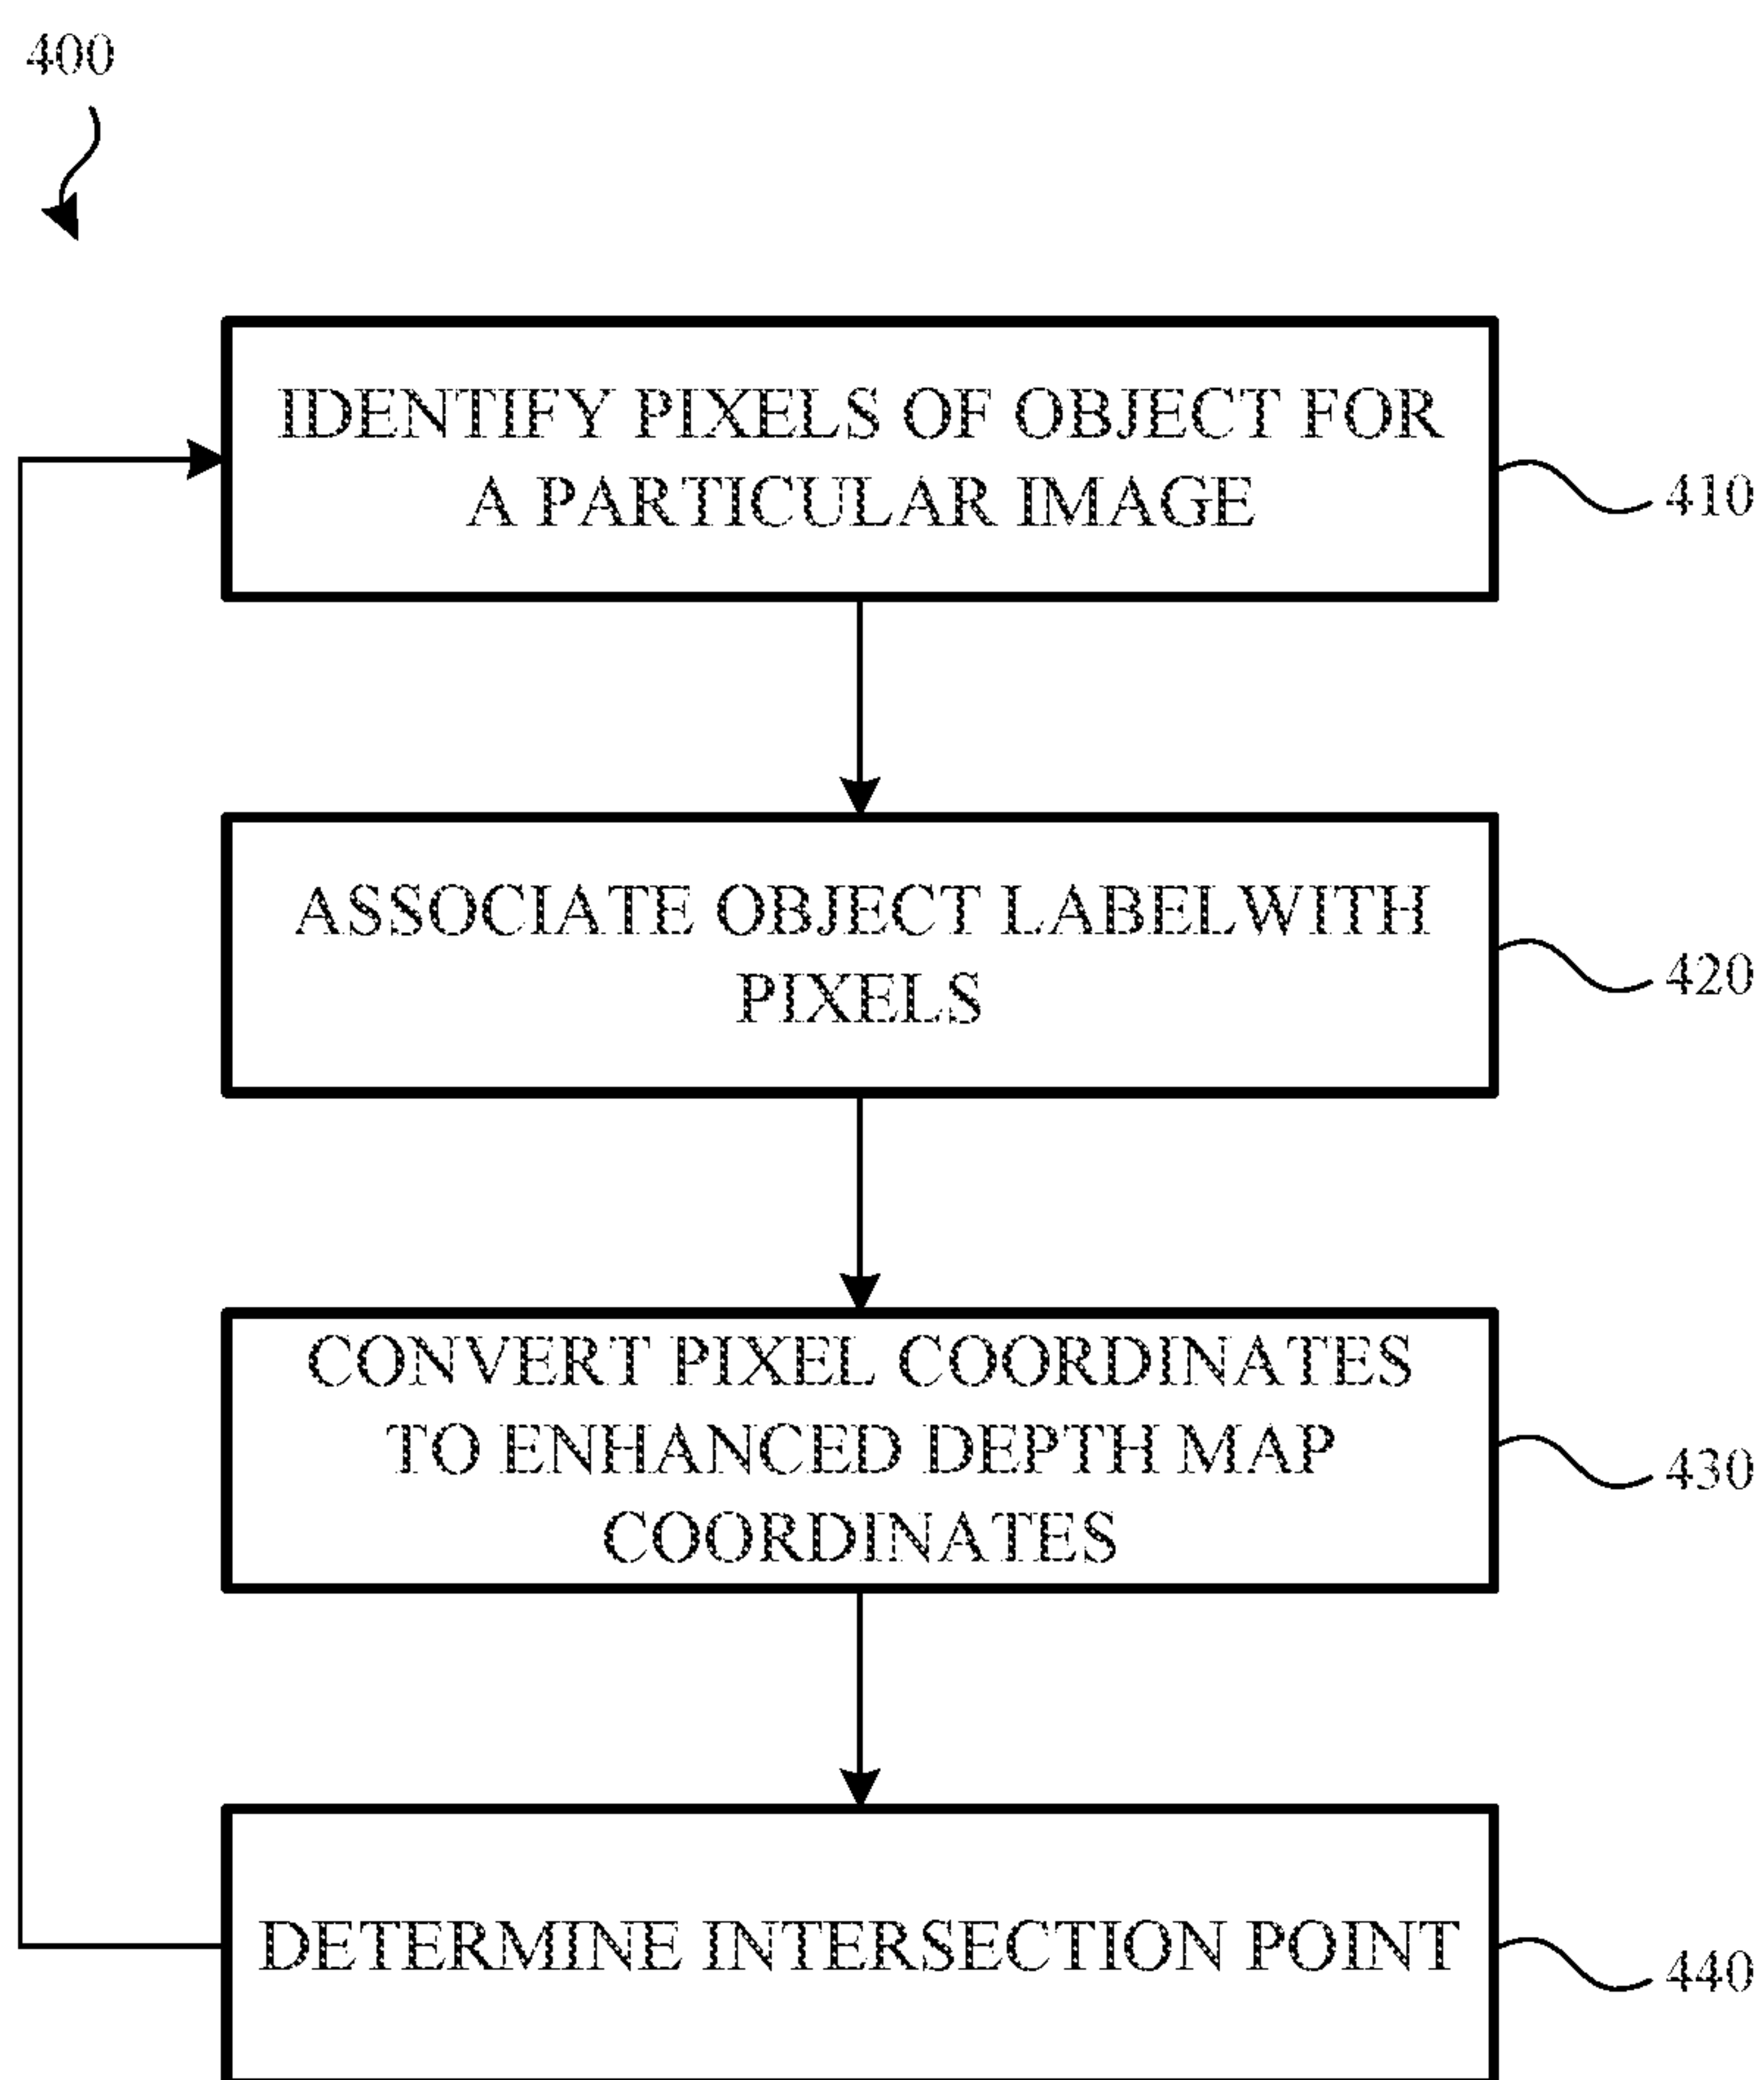 400
IDENTIFY PIXELS OF OBJECT FOR
A PARTICULAR IMAGE
410
ASSOCIATE OBJECT LABELWITH
PIXELS
420
CONVERT PIXEL COORDINATES
TO ENHANCED DEPTH MAP
COORDINATES
430
DETERMINE INTERSECTION POINT
440